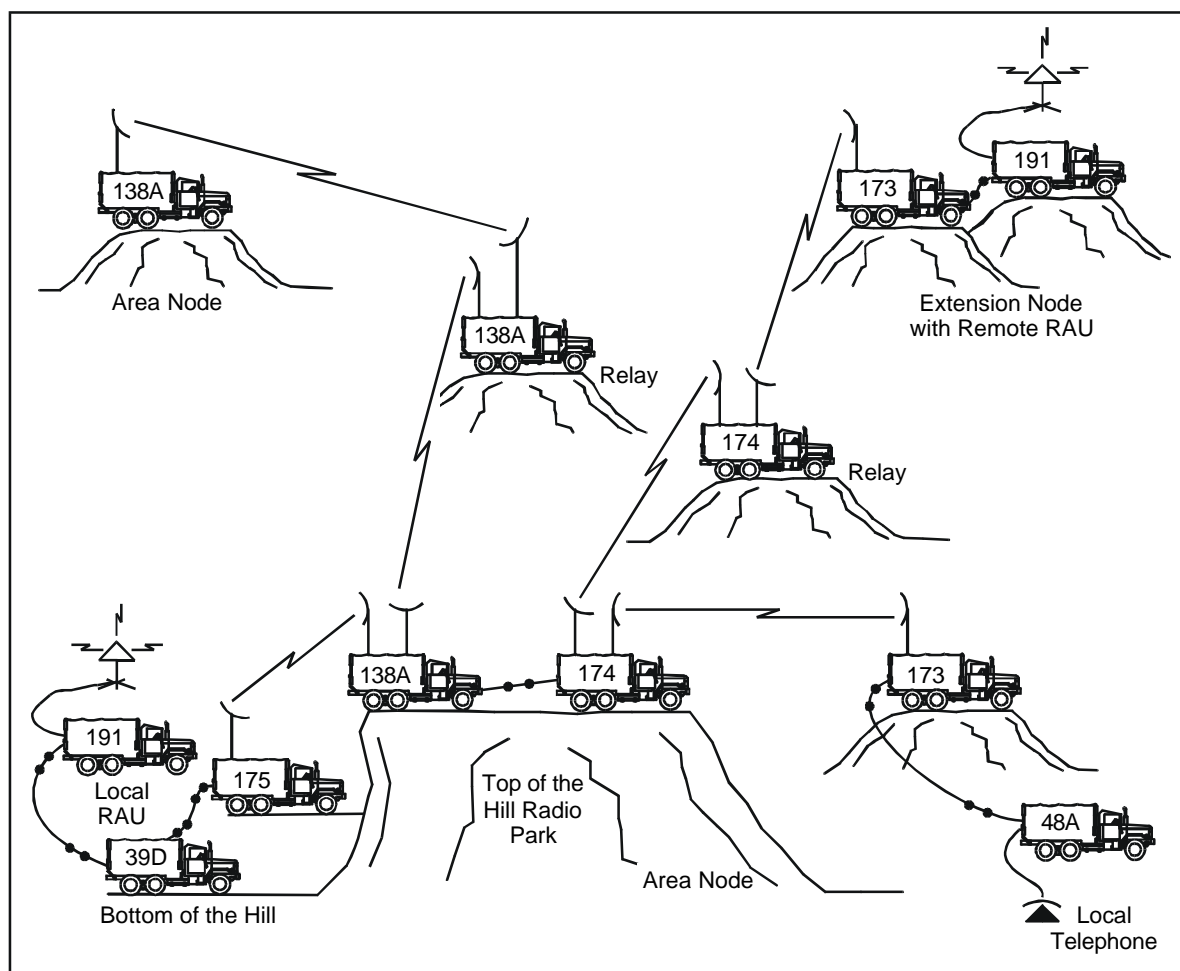 191
173
138A
Area Node
Extension Node
with Remote RAU
138A
Relay
174
Relay
138A
174
173
191
Local
RAU
175
Top of the
Hill Radio
Park
48A
39D
Area Node
Bottom of the Hill
Local
Telephone